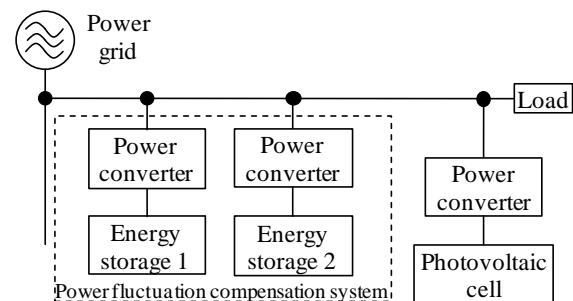 Power
grid
Load
Power
converter
Power
converter
Power
converter
Energy
storage 1
Energy
storage 2
Photovoltaic
cell
Power fluctuation compensation system